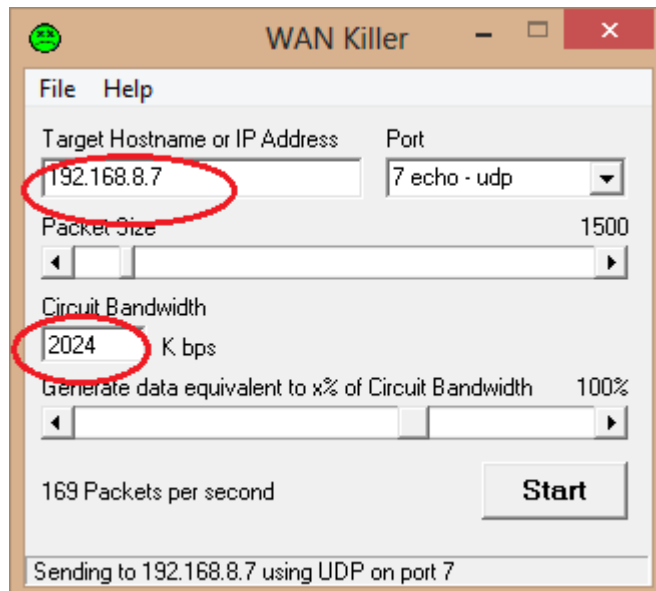 WAN Killer
File Help
Target Hostname or IP Address Port
192.168.8.7 7 echo - udp
Packet Size 1500
Circuit Bandwidth
2024 K bps
Generate data equivalent to x% of Circuit Bandwidth 100%
169 Packets per second Start
Sending to 192.168.8.7 using UDP on port 7